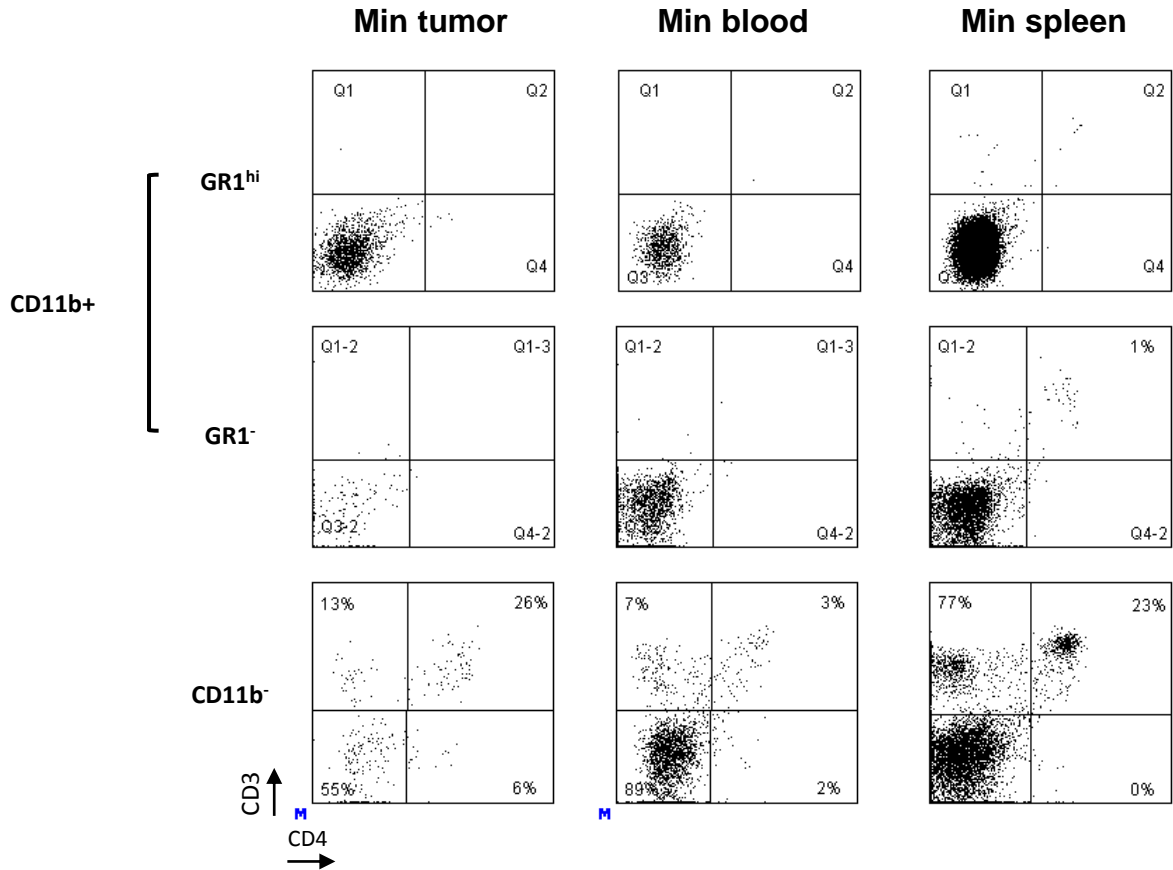 Min tumor Min blood Min spleen
Q1 Q2 Q1 Q2 Q1 Q2
GR1hi
Q4 Q3 Q4 Q4
CD11b+
Q1-2 Q1-3 Q1-2 Q1-3 Q1-2 1%
GR1-
Q3-2 Q4-2 Q4-2 Q4-2
13% 26% 7% 3% 77% 23%
CD11b-
55% 6% 89% 2% 0%
CD3
M M
CD4